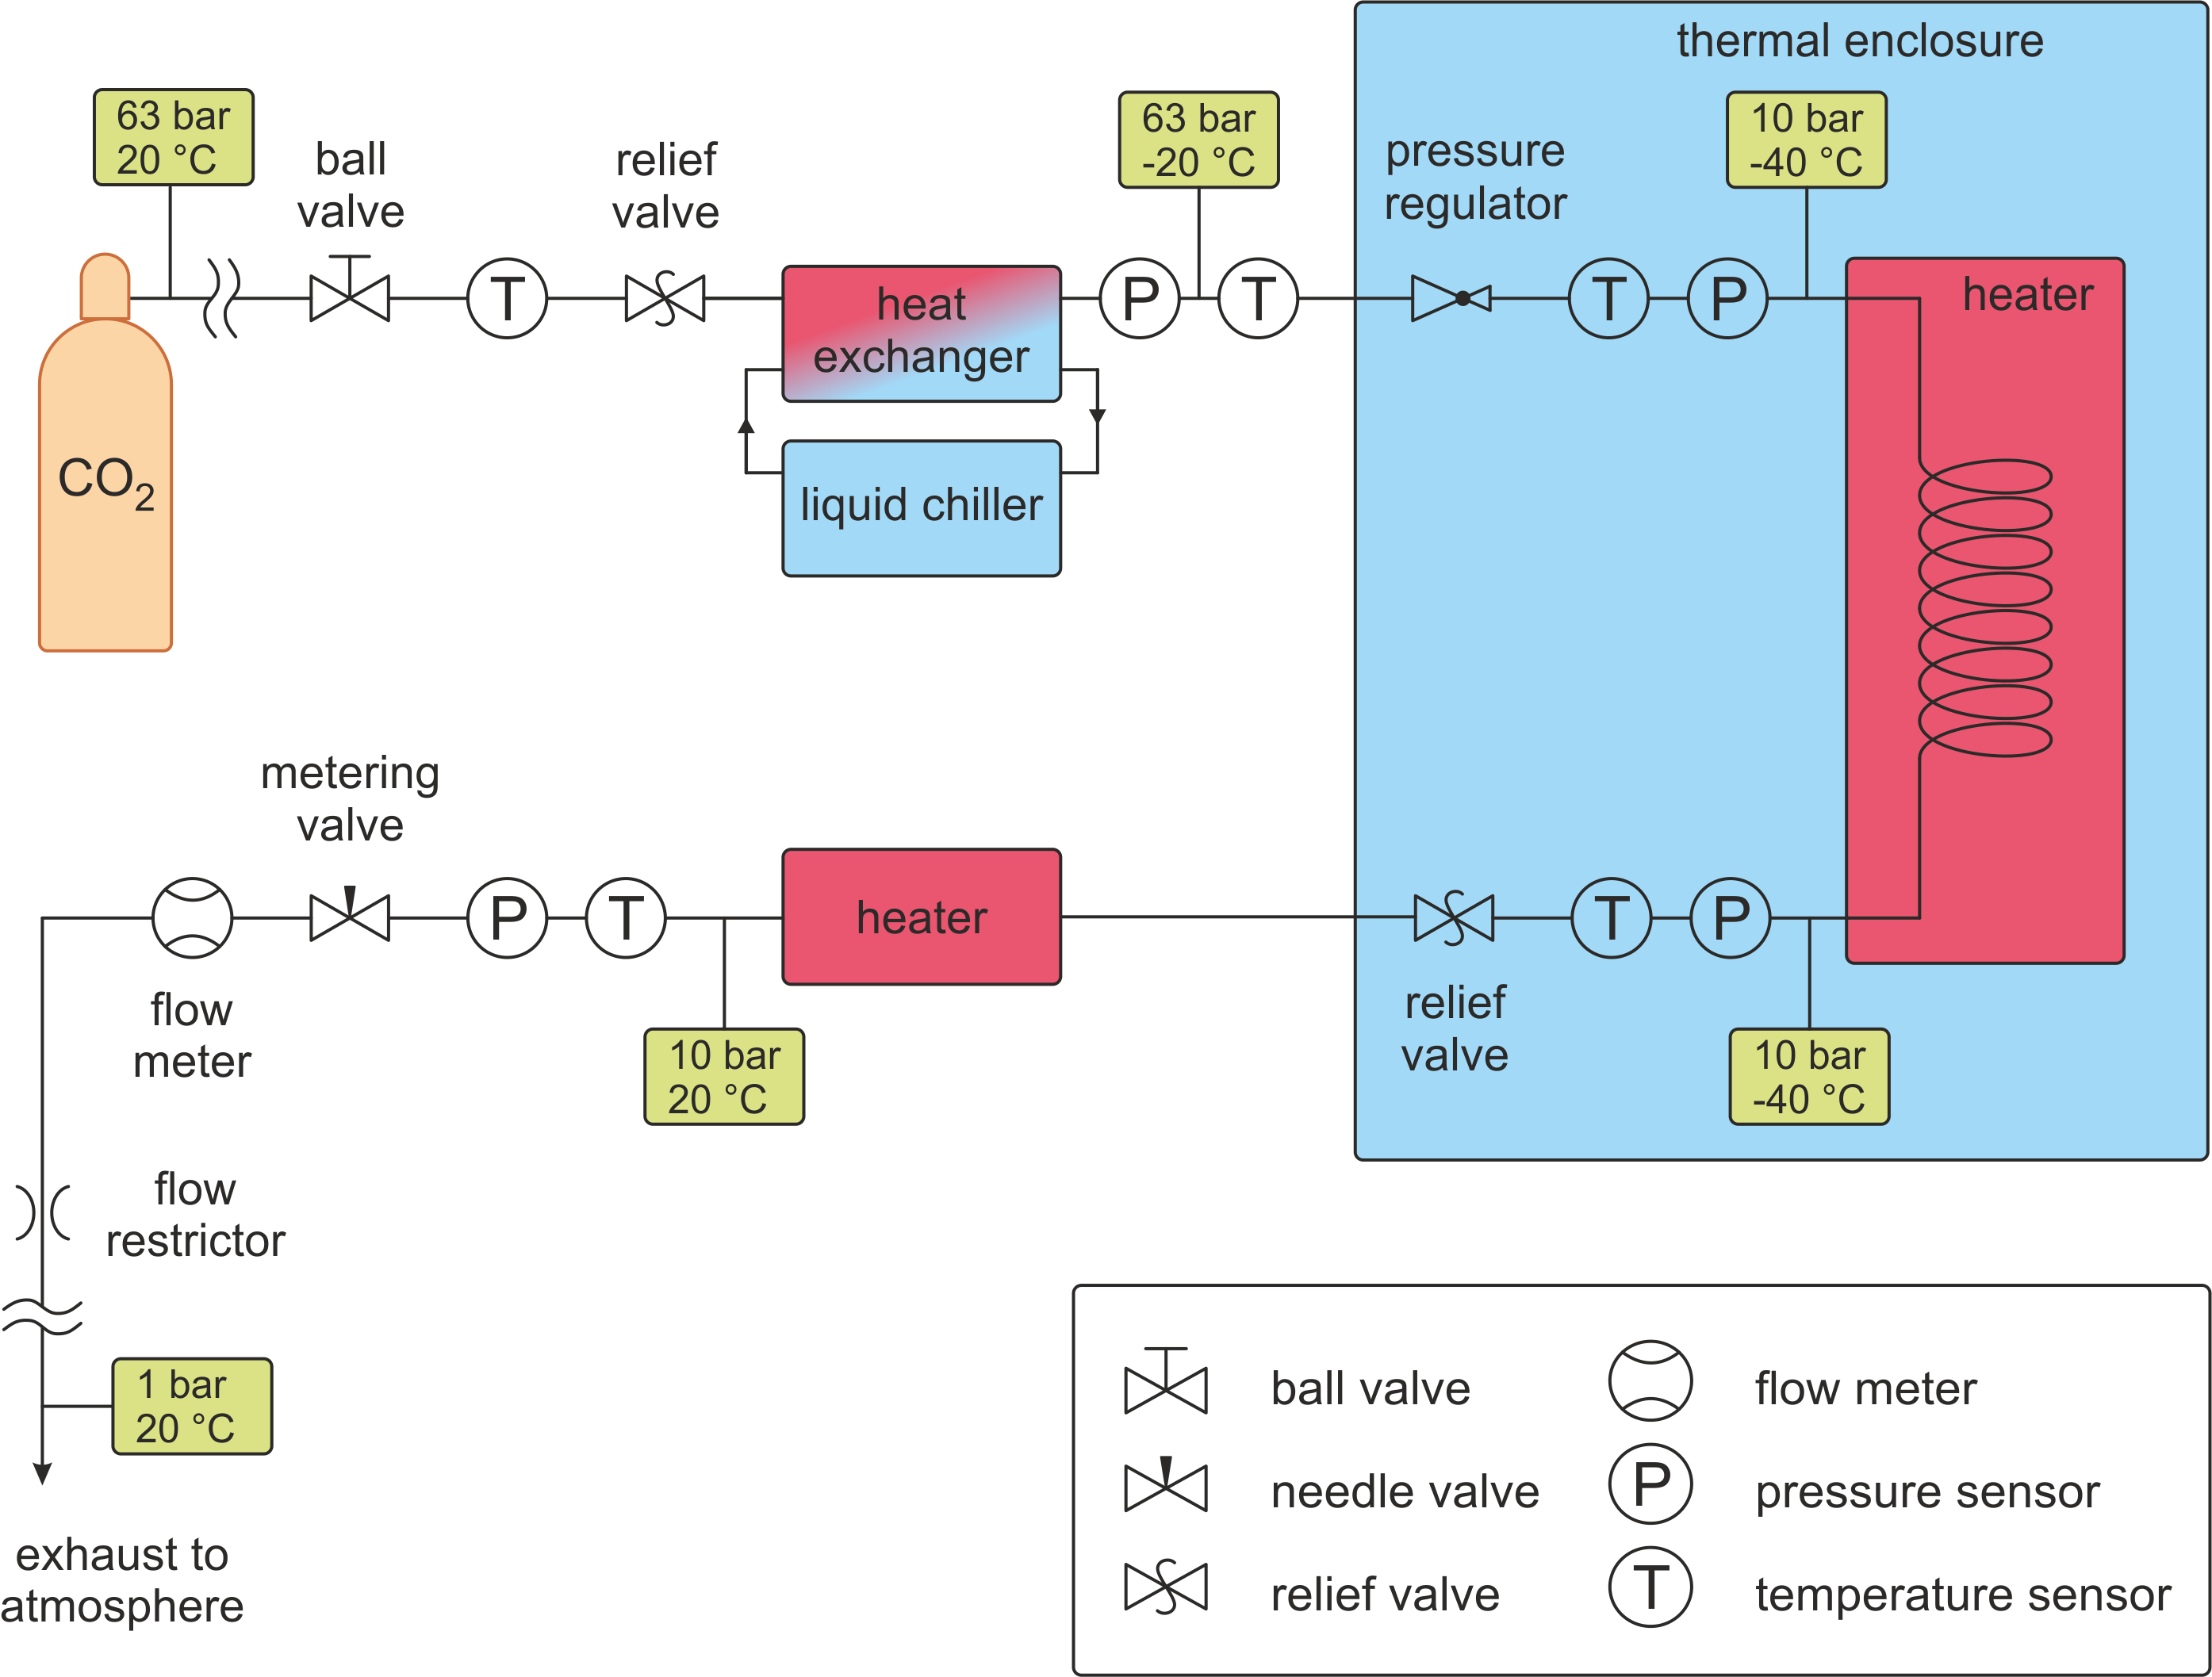 thermal enclosure
63 bar
20 °C
ball
valve
relief
valve
63 bar
-20 °C
pressure
regulator
10 bar
-40 °C
T
heat
exchanger
P
T
T
P
heater
CO2
liquid chiller
metering
valve
P
T
heater
T
P
flow
meter
10 bar
20 °C
relief
valve
10 bar
-40 °C
flow
restrictor
1 bar
20 °C
exhaust to
atmosphere
ball valve
flow meter
needle valve
P
pressure sensor
relief valve
T
temperature sensor